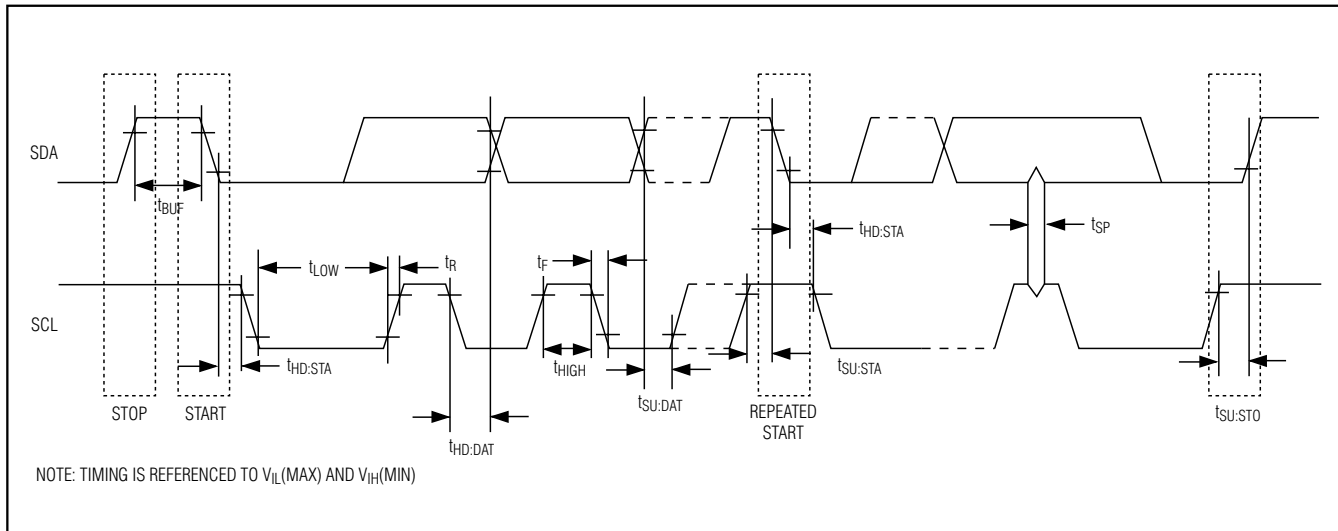 SDA
tBUF
tHD:STA
tSP
tLOW
tR
tF
SCL
tHD:STA
tHIGH
tSU:DAT
tSU:STA
tSU:STO
STOP
START
REPEATED
START
tHD:DAT
NOTE: TIMING IS REFERENCED TO VIL(MAX) AND VIH(MIN)